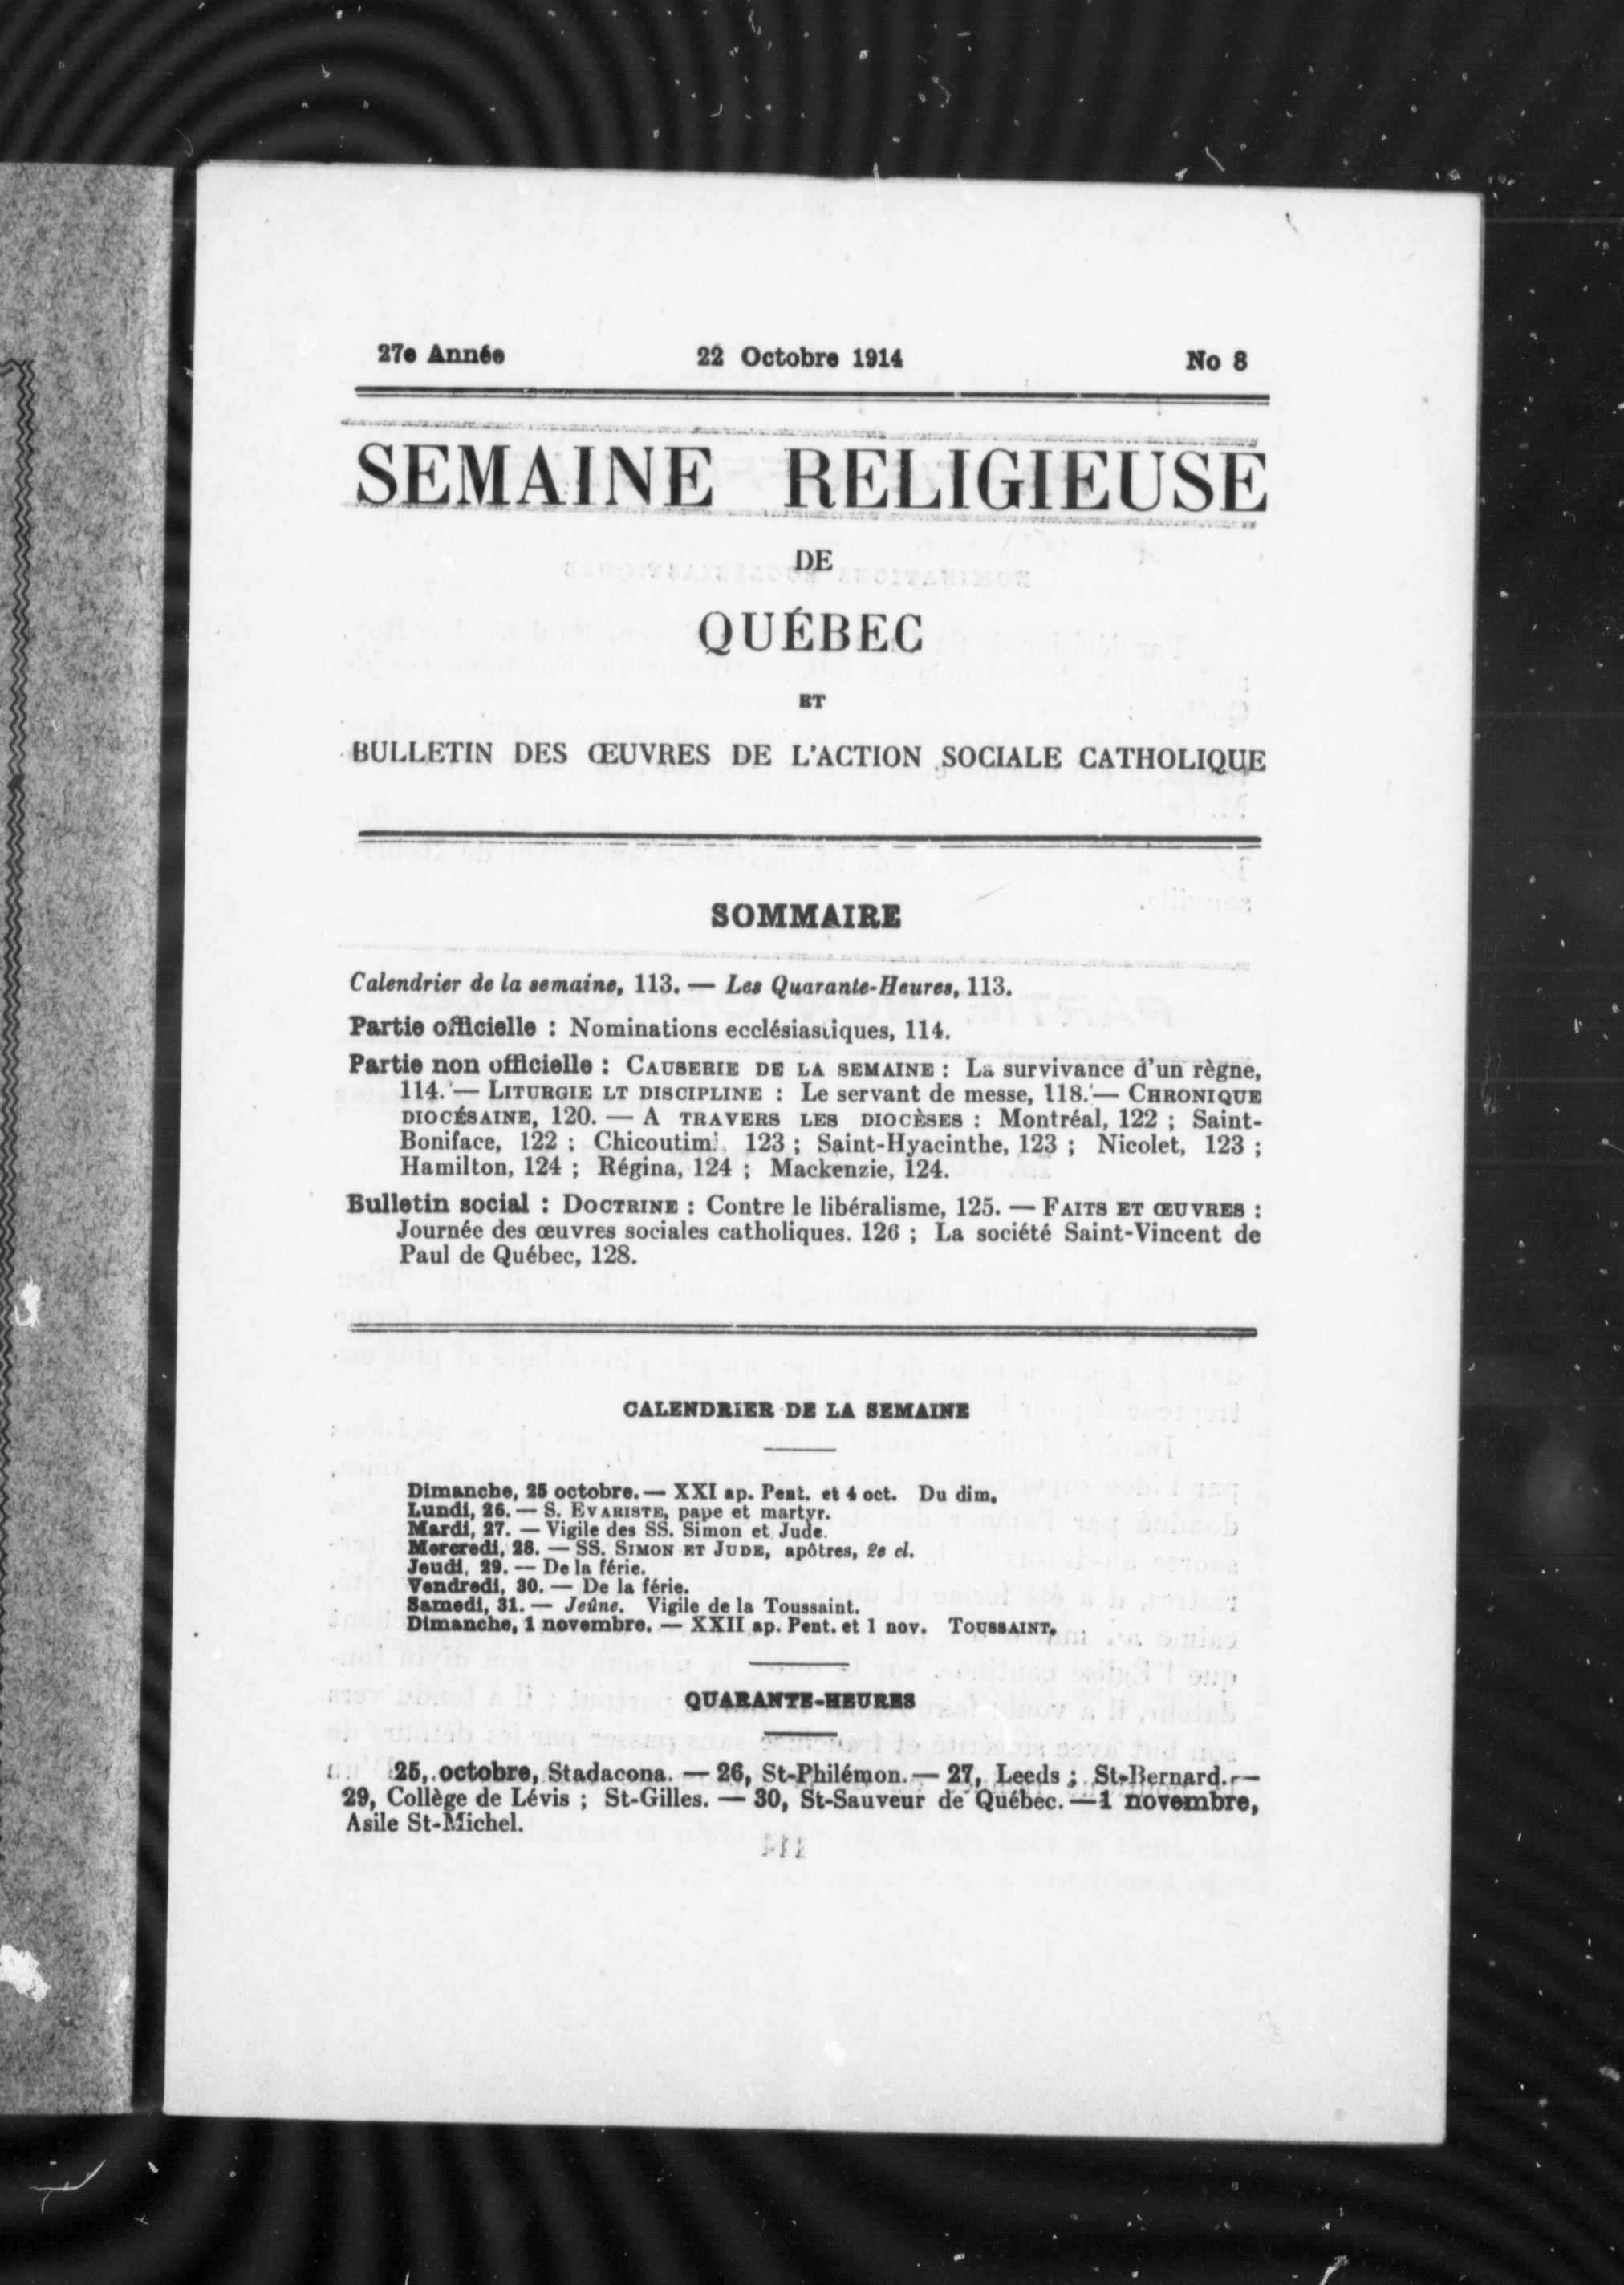 27e Année 22 Octobre 1914 No 8
SEMAINE RELIGIEUSE
DE
QUÉBEC
ET
BULLETIN DES ŒUVRES DE L'ACTION SOCIALE CATHOLIQUE
SOMMAIRE
Calendrier de la semaine, 113. — Les Quarante-Heures, 113.
Partie officielle : Nominations ecclésiastiques, 114.
Partie non officielle : CAUSERIE DE LA SEMAINE : La survivance d'un règne,
114. — LITURGIE LT DISCIPLINE : Le servant de messe, 118. — CHRONIQUE
DIOCÉSAINE, 120. — A TRAVERS LES DIOCÈSES : Montréal, 122 ; Saint-
Boniface, 122 ; Chicoutimi, 123 ; Saint-Hyacinthe, 123 ; Nicolet, 123 ;
Hamilton, 124 ; Régina, 124 ; Mackenzie, 124.
Bulletin social : DOCTRINE : Contre le libéralisme, 125. — FAITS ET ŒUVRES :
Journée des œuvres sociales catholiques. 126 ; La société Saint-Vincent de
Paul de Québec, 128.
CALENDRIER DE LA SEMAINE
Dimanche, 25 octobre. — XXI ap. Pent. et 4 oct. Du dim.
Lundi, 26. — S. EVARISTE, pape et martyr.
Mardi, 27. — Vigile des SS. Simon et Jude.
Mercredi, 28. — SS. SIMON ET JUDE, apôtres, 2e cl.
Jeudi, 29. — De la férie.
Vendredi, 30. — De la férie.
Samedi, 31. — Jeûne. Vigile de la Toussaint.
Dimanche, 1 novembre. — XXII ap. Pent. et 1 nov. TOUSSAINT.
QUARANTE-HEURES
25, octobre, Stadacona. — 26, St-Philémon. — 27, Leeds ; St-Bernard. —
29, Collège de Lévis ; St-Gilles. — 30, St-Sauveur de Québec. — 1 novembre,
Asile St-Michel.